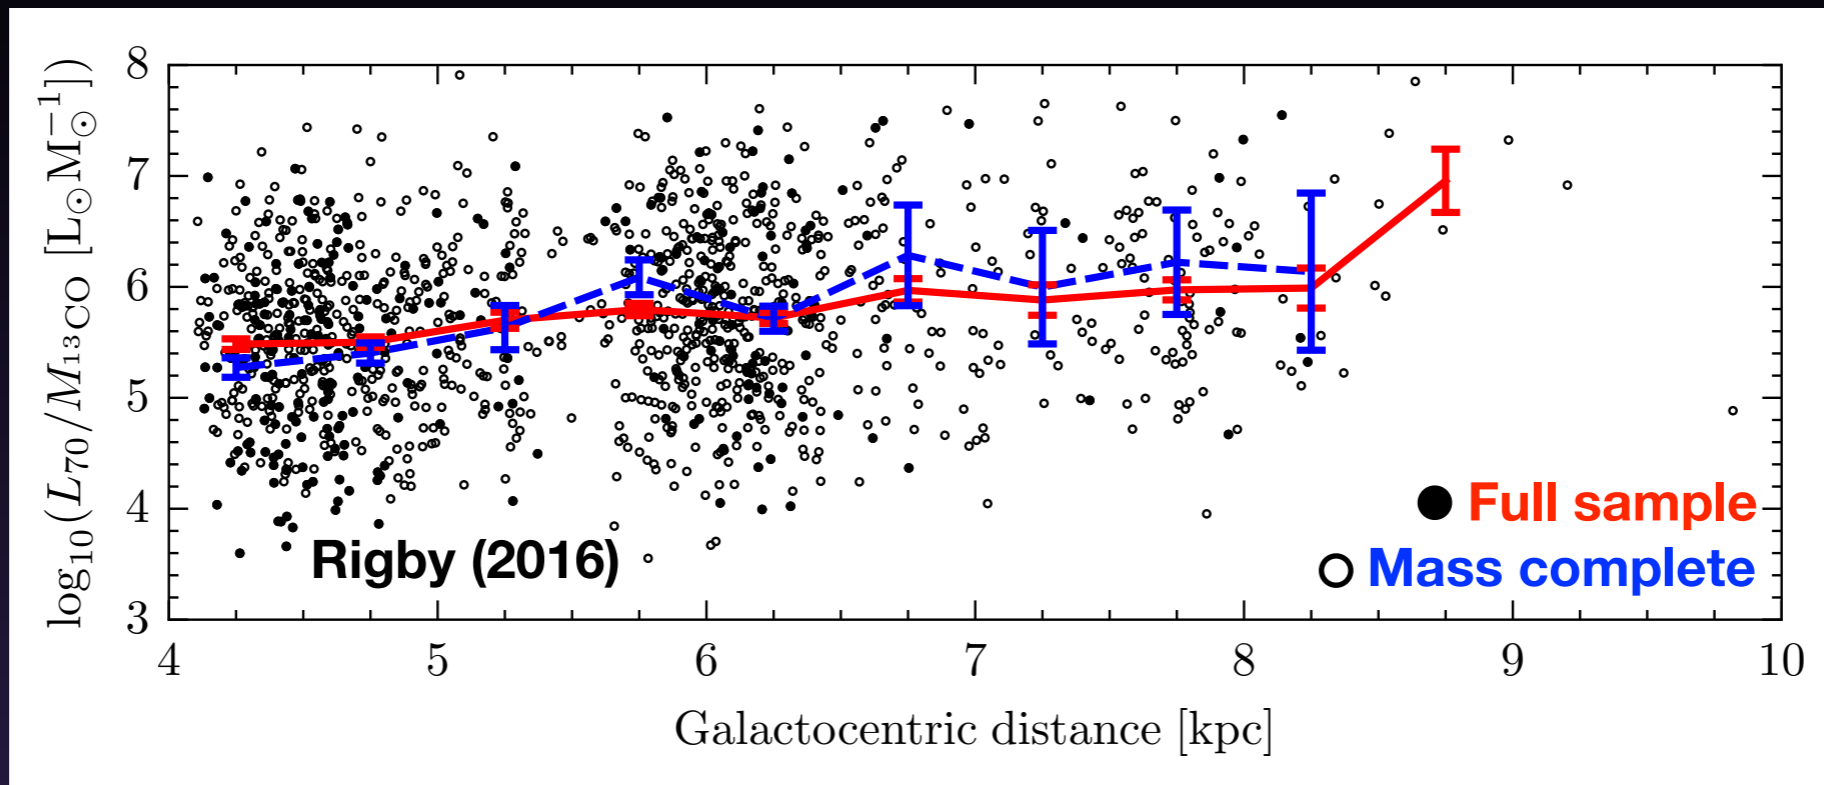 log₁₀(L₇₀/M₁₃CO [L⊙M⊙⁻¹])
8
7
6
5
4
3
Rigby (2016)
Full sample
Mass complete
4 5 6 7 8 9 10
Galactocentric distance [kpc]